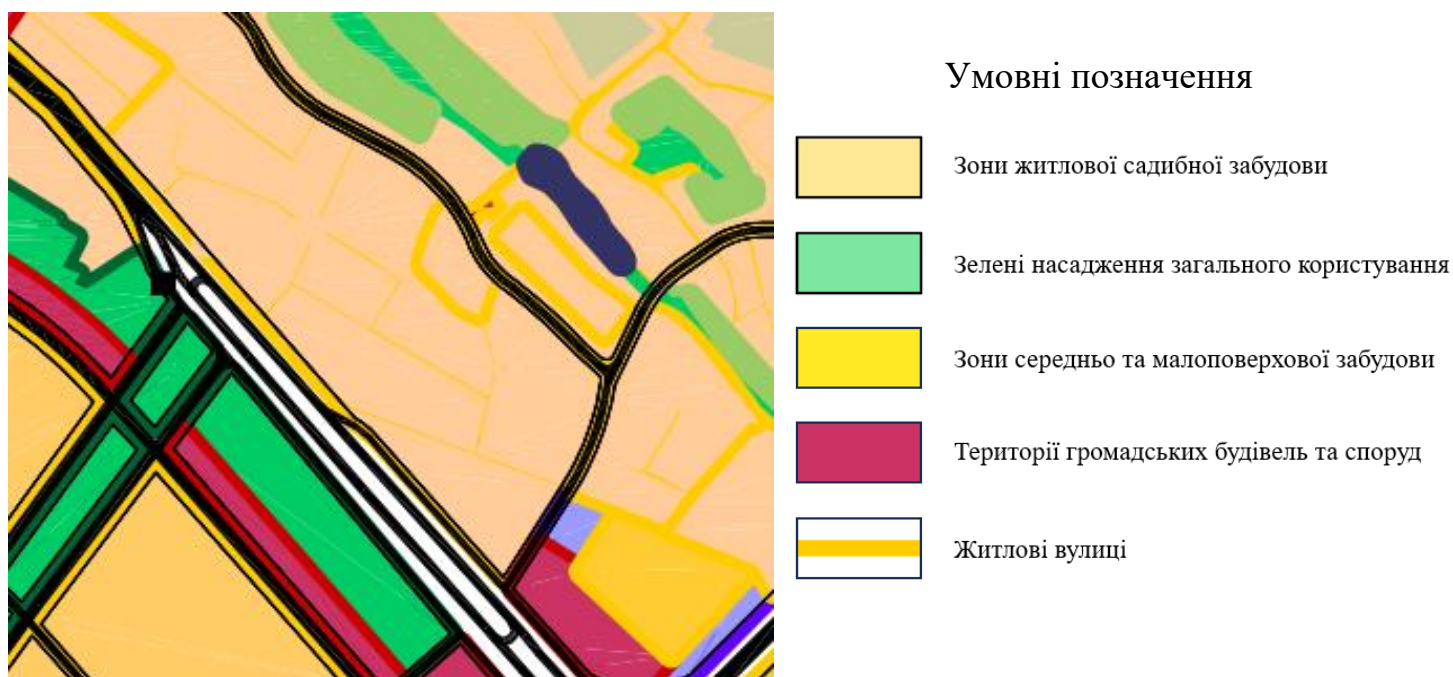 Умовні позначення
Зони житлової садибної забудови
Зелені насадження загального користування
Зони середньо та малоповерхової забудови
Території громадських будівель та споруд
Житлові вулиці